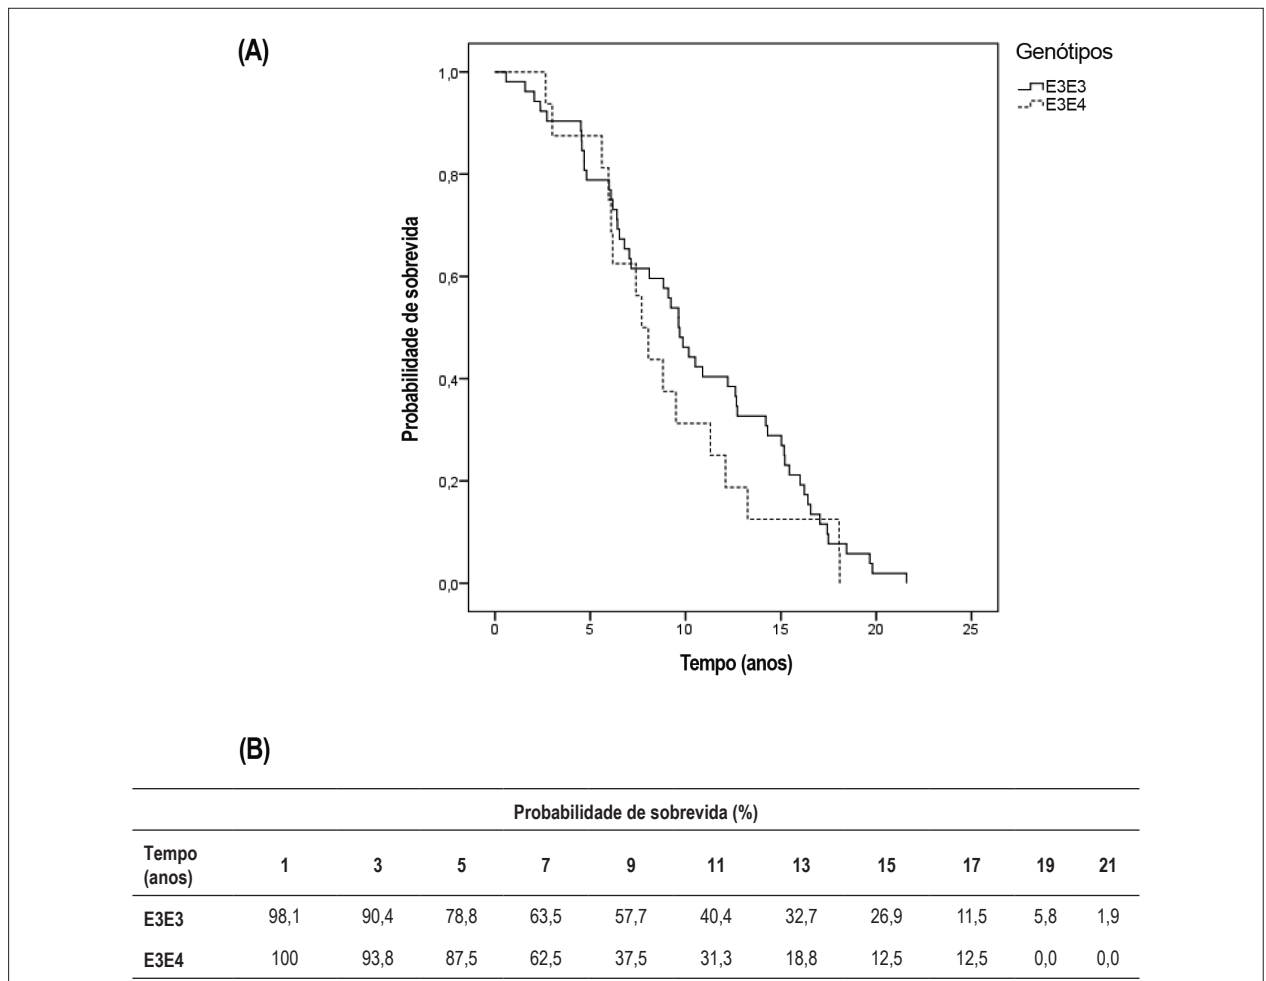 (A)
Genótipos
E3E3
E3E4
Probabilidade de sobrevida
1,0
0,8
0,6
0,4
0,2
0,0
0 5 10 15 20 25
Tempo (anos)
(B)
Probabilidade de sobrevida (%)
Tempo (anos) 1 3 5 7 9 11 13 15 17 19 21
E3E3 98,1 90,4 78,8 63,5 57,7 40,4 32,7 26,9 11,5 5,8 1,9
E3E4 100 93,8 87,5 62,5 37,5 31,3 18,8 12,5 12,5 0,0 0,0